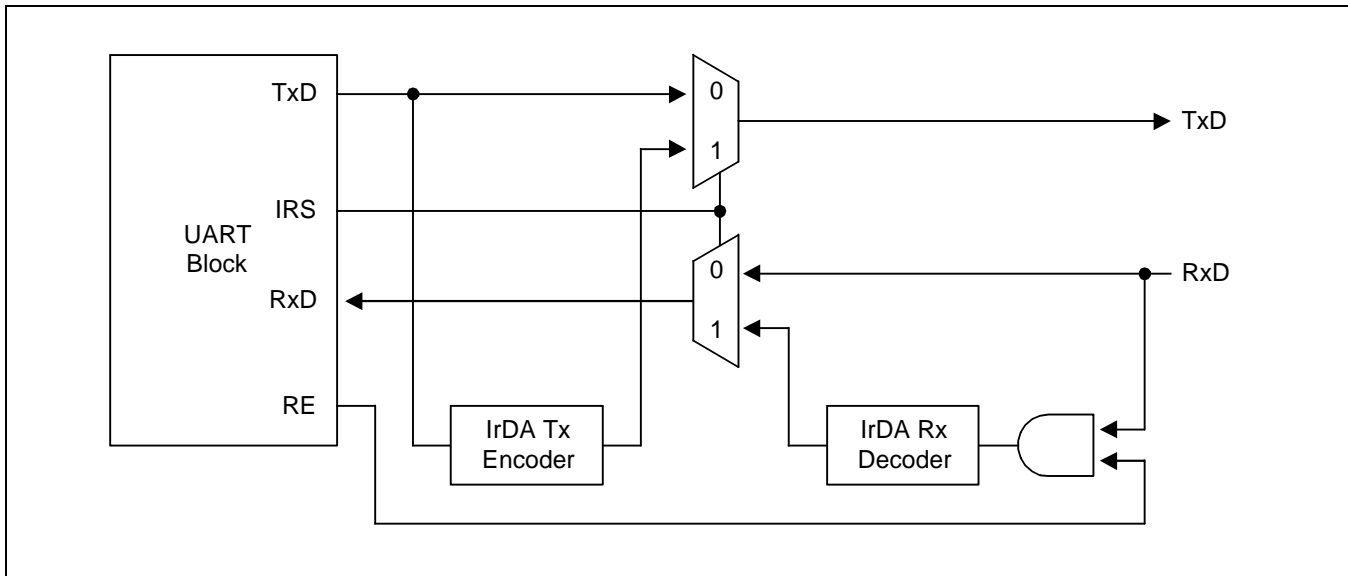 TxD
0
1
TxD
IRS
UART
Block
0
RxD
RxD
1
RE
IrDA Tx
Encoder
IrDA Rx
Decoder